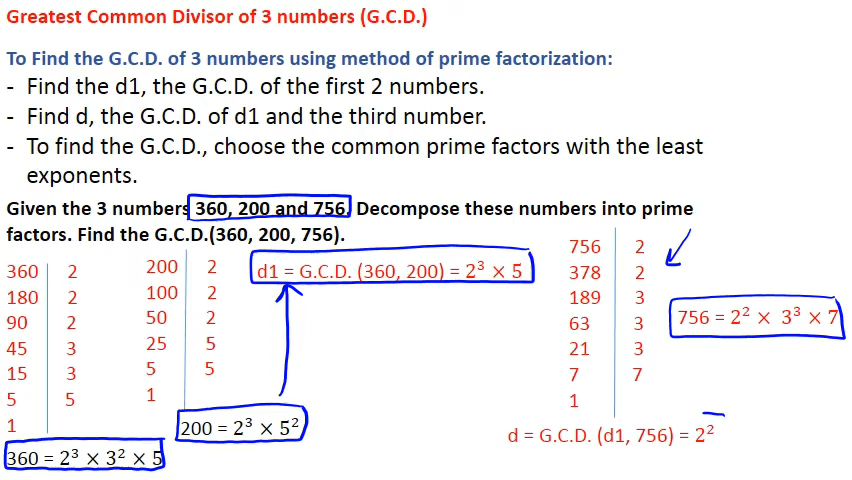 Greatest Common Divisor of 3 numbers (G.C.D.)
To Find the G.C.D. of 3 numbers using method of prime factorization:
- Find the d1, the G.C.D. of the first 2 numbers.
- Find d, the G.C.D. of d1 and the third number.
- To find the G.C.D., choose the common prime factors with the least
exponents.
Given the 3 numbers 360, 200 and 756. Decompose these numbers into prime
factors. Find the G.C.D.(360, 200, 756).
360 2
180 2
90 2
45 3
15 3
5 5
1
360 = 2³ × 3² × 5
200 2
100 2
50 2
25 5
5 5
1
200 = 2³ × 5²
d1 = G.C.D. (360, 200) = 2³ × 5
756 2
378 2
189 3
63 3
21 3
7 7
1
756 = 2² × 3³ × 7
d = G.C.D. (d1, 756) = 2²